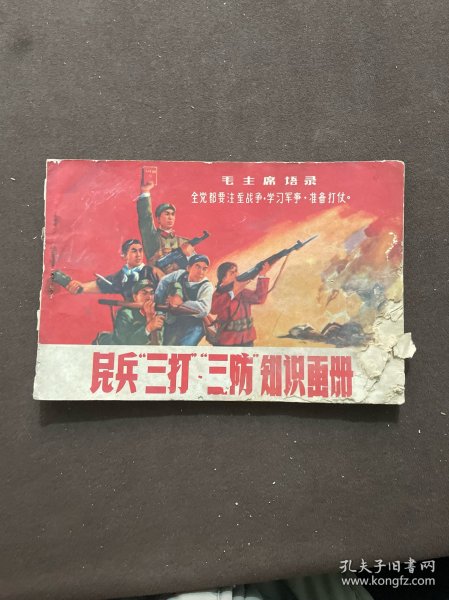 毛主席语录
全党都要注重战争·学习军事·准备打仗。
民兵“三打”“三防”知识画册
孔夫子旧书网
www.kongfz.com